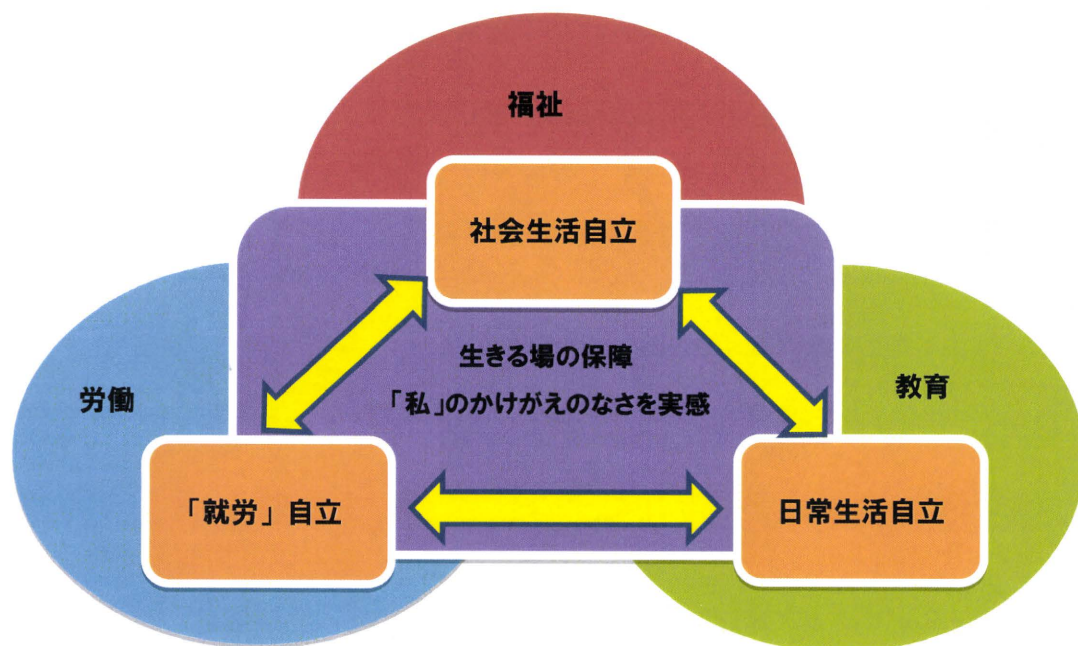 福祉
社会生活自立
生きる場の保障
「私」のかけがえのなさを実感
労働
教育
「就労」自立
日常生活自立